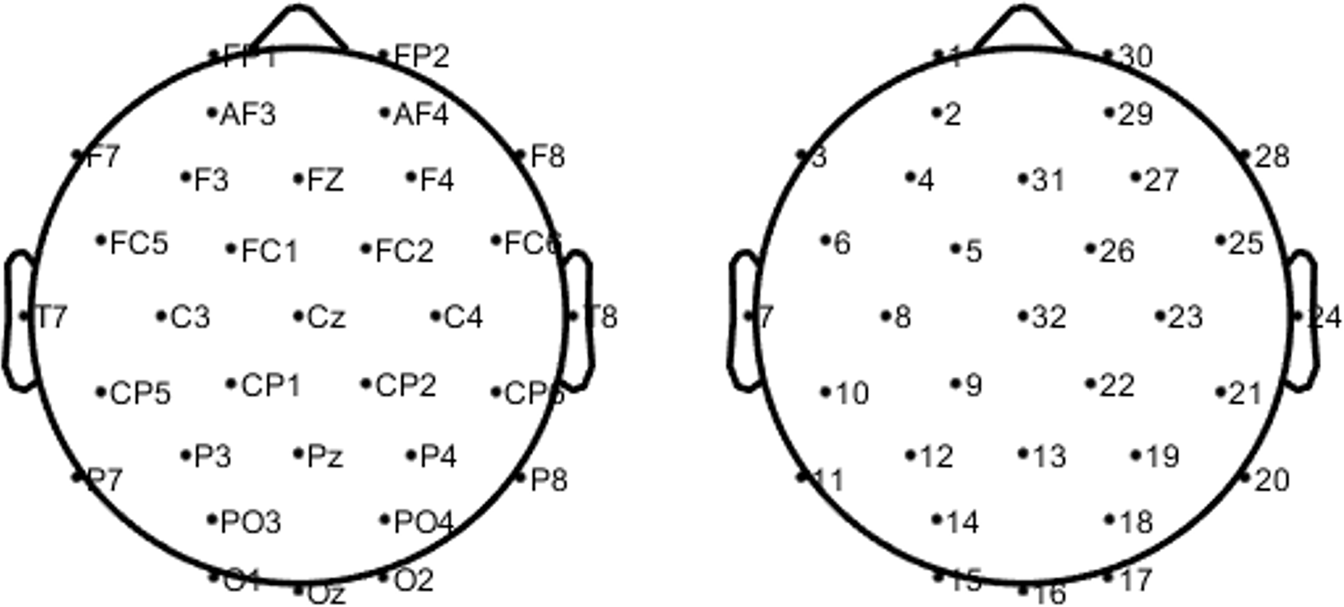 FP1 FP2
AF3 AF4
F7 F8
F3 FZ F4
FC5 FC1 FC2 FC6
T7 C3 Cz C4 T8
CP5 CP1 CP2 CP6
P3 Pz P4
P7 P8
PO3 PO4
O1 Oz O2
1 30
2 29
3 28
4 31 27
6 5 26 25
7 8 32 23 24
10 9 22 21
12 13 19
11 20
14 18
15 16 17